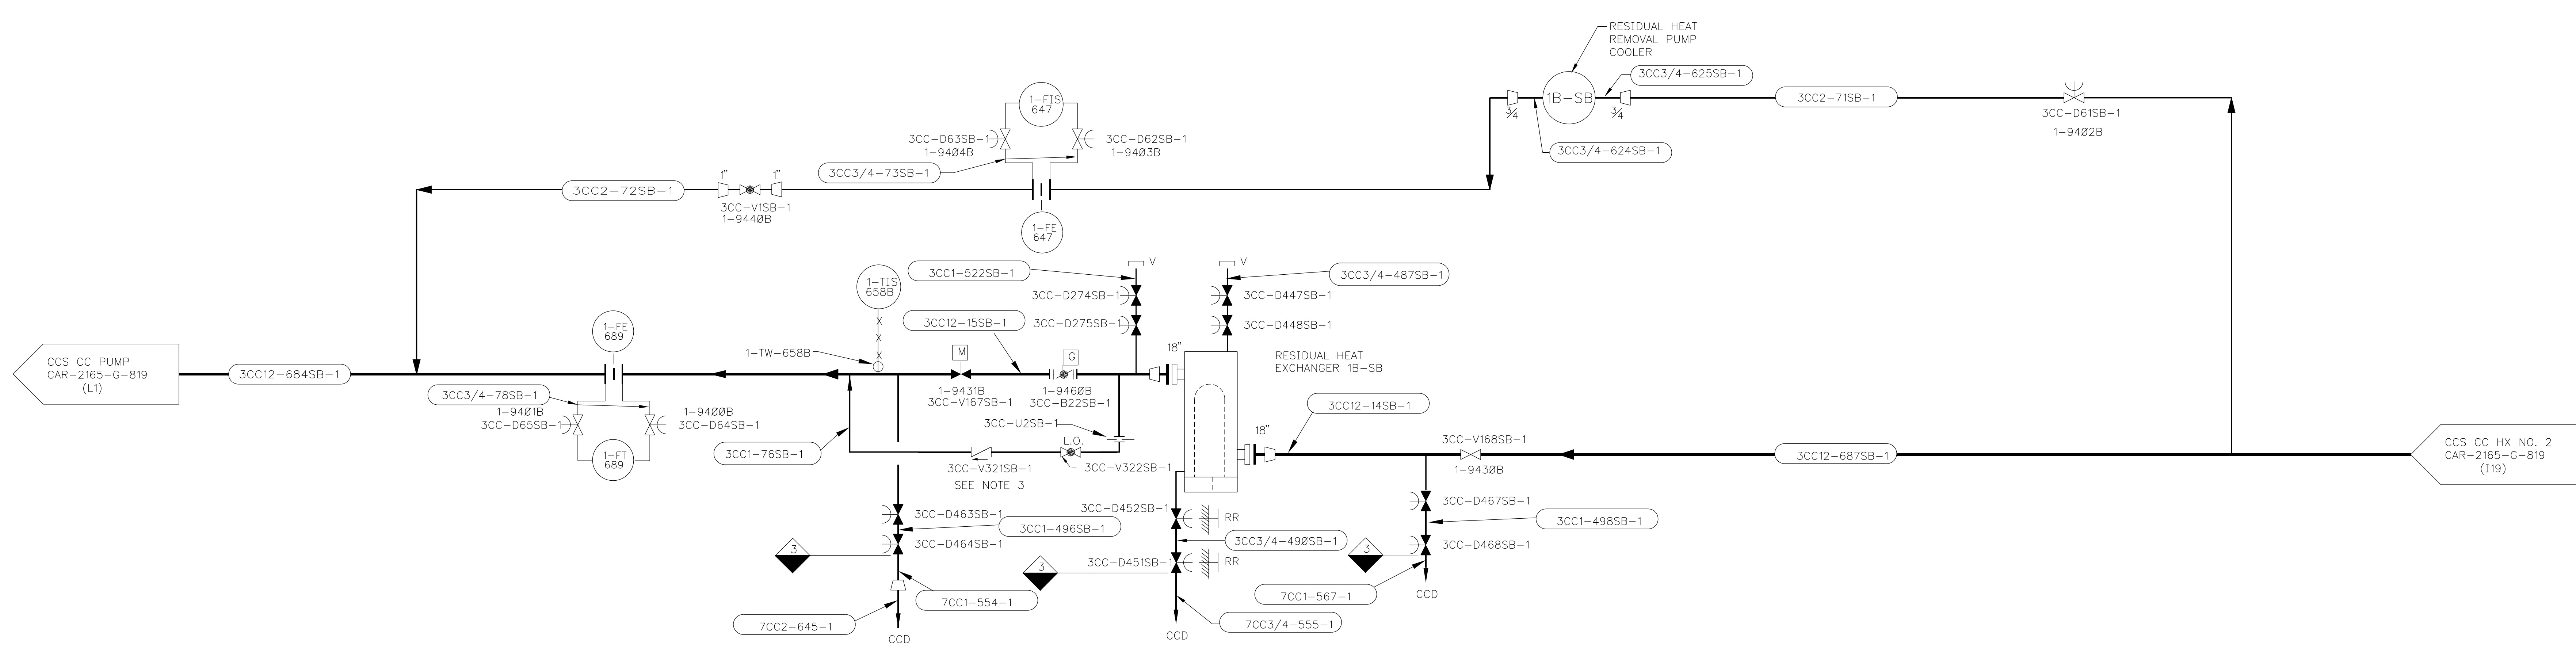 RESIDUAL HEAT
REMOVAL PUMP
COOLER
3CC3/4-625SB-1
1B-SB
3/4
3/4
3CC3/4-624SB-1
3CC2-71SB-1
3CC-D61SB-1
1-94Ø2B
1-FIS
647
3CC-D63SB-1
1-94Ø4B
3CC-D62SB-1
1-94Ø3B
3CC3/4-73SB-1
3CC2-72SB-1
1"
1"
3CC-V1SB-1
1-944ØB
1-FE
647
1-TIS
658B
X
X
X
3CC1-522SB-1
V
V
3CC3/4-487SB-1
3CC-D274SB-1
3CC-D447SB-1
3CC12-15SB-1
3CC-D275SB-1
3CC-D448SB-1
1-FE
689
1-TW-658B
M
G
18"
RESIDUAL HEAT
EXCHANGER 1B-SB
CCS CC PUMP
CAR-2165-G-819
(L1)
3CC12-684SB-1
3CC3/4-78SB-1
1-94Ø1B
3CC-D65SB-1
1-94ØØB
3CC-D64SB-1
1-FT
689
1-9431B
3CC-V167SB-1
1-946ØB
3CC-B22SB-1
3CC-U2SB-1
3CC12-14SB-1
18"
3CC1-76SB-1
L.O.
3CC-V321SB-1
SEE NOTE 3
3CC-V322SB-1
3CC-V168SB-1
1-943ØB
3CC12-687SB-1
CCS CC HX NO. 2
CAR-2165-G-819
(I19)
3CC-D463SB-1
3CC1-496SB-1
3CC-D464SB-1
3
7CC1-554-1
7CC2-645-1
CCD
3CC-D452SB-1
RR
3CC3/4-49ØSB-1
3CC-D451SB-1
RR
3
7CC3/4-555-1
CCD
3CC-D467SB-1
3CC1-498SB-1
3CC-D468SB-1
3
7CC1-567-1
CCD